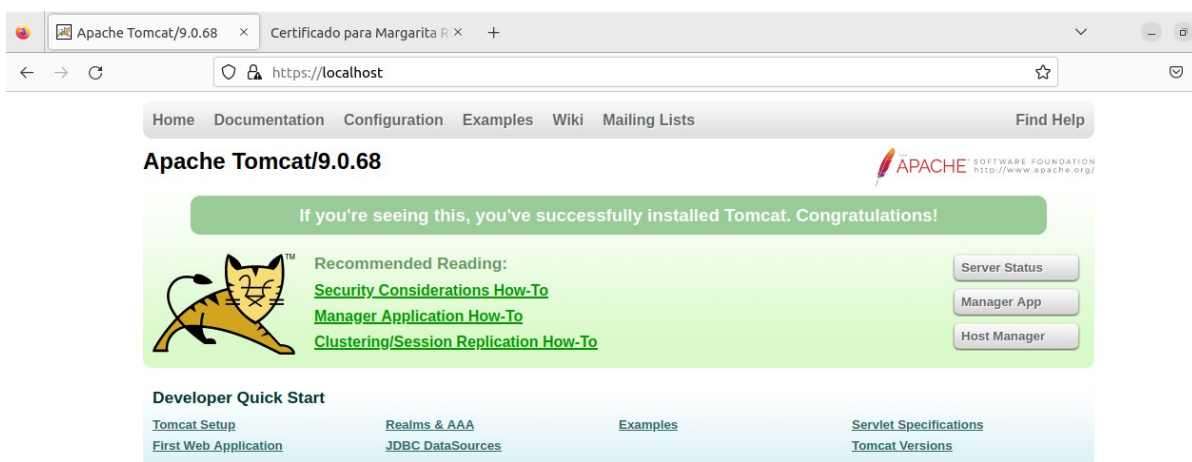 Apache Tomcat/9.0.68 × Certificado para Margarita R × +
https://localhost
Home Documentation Configuration Examples Wiki Mailing Lists Find Help
Apache Tomcat/9.0.68
THE
APACHE SOFTWARE FOUNDATION
http://www.apache.org/
If you're seeing this, you've successfully installed Tomcat. Congratulations!
TM
Recommended Reading:
Security Considerations How-To
Manager Application How-To
Clustering/Session Replication How-To
Server Status
Manager App
Host Manager
Developer Quick Start
Tomcat Setup Realms & AAA Examples Servlet Specifications
First Web Application JDBC DataSources Tomcat Versions